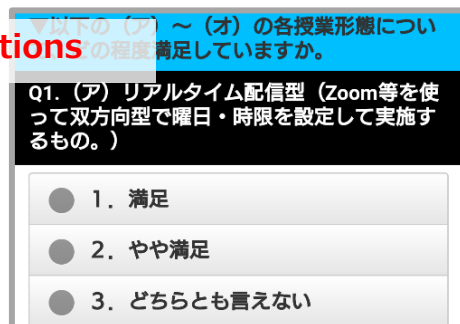 ▼以下の（ア）～（オ）の各授業形態につい
tions
どの程度満足していますか。
Q1.（ア）リアルタイム配信型（Zoom等を使
って双方向型で曜日・時限を設定して実施す
るもの。）
1．満足
2．やや満足
3．どちらとも言えない